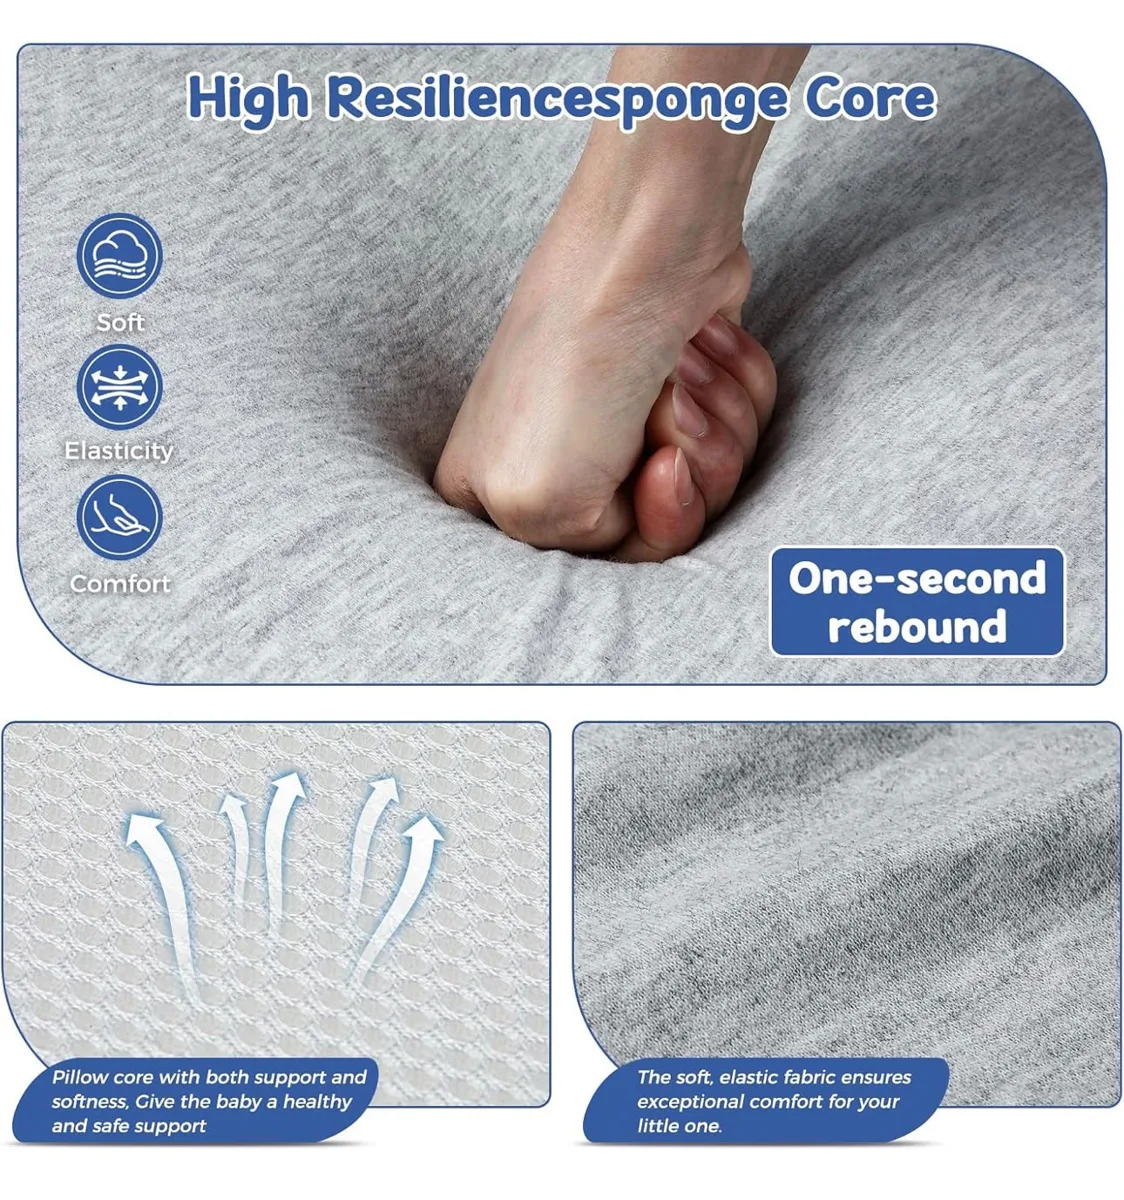 High Resiliencesponge Core
Soft
Elasticity
Comfort
One-second
rebound
Pillow core with both support and
softness, Give the baby a healthy
and safe support
The soft, elastic fabric ensures
exceptional comfort for your
little one.